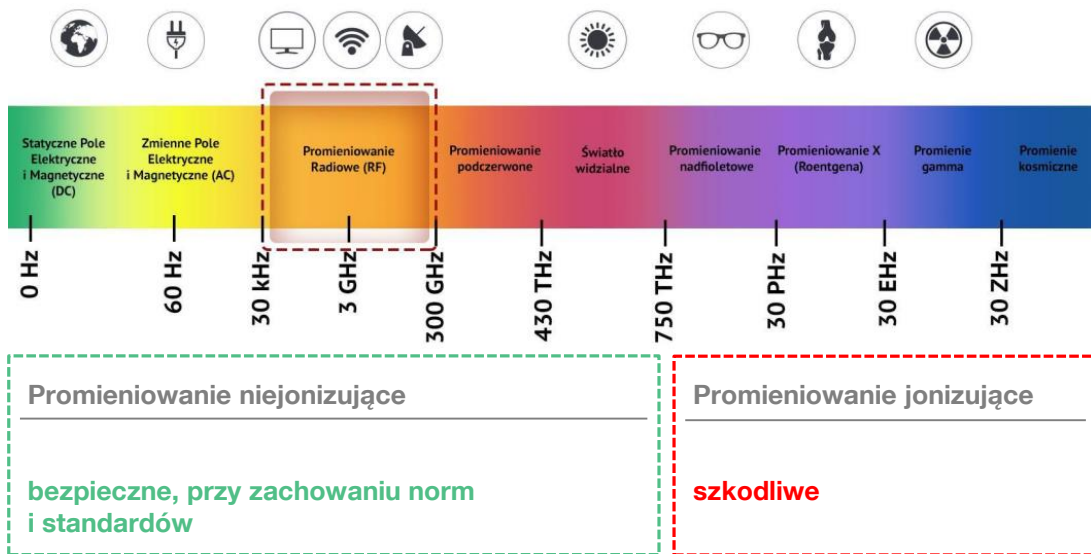 Statyczne Pole
Elektryczne
i Magnetyczne
(DC)
Zmienne Pole
Elektryczne
i Magnetyczne (AC)
Promieniowanie
Radiowe (RF)
Promieniowanie
podczerwone
Światło
widzialne
Promieniowanie
nadfioletowe
Promieniowanie X
(Roentgena)
Promienie
gamma
Promienie
kosmiczne
0 Hz
60 Hz
30 kHz
3 GHz
300 GHz
430 THz
750 THz
30 PHz
30 EHz
30 ZHz
Promieniowanie niejonizujące
bezpieczne, przy zachowaniu norm
i standardów
Promieniowanie jonizujące
szkodliwe